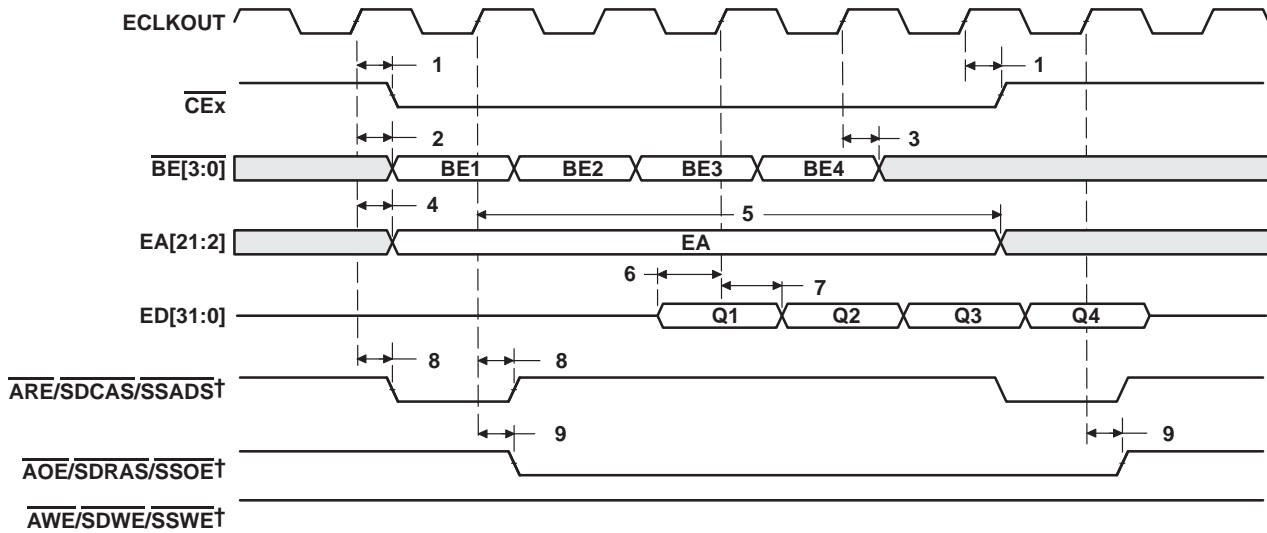 ECLKOUT
1 1
CEx
2 3
BE[3:0] BE1 BE2 BE3 BE4
4 5
EA[21:2] EA
6 7
ED[31:0] Q1 Q2 Q3 Q4
8 8
ARE/SDCAS/SSADS†
9 9
AOE/SDRAS/SSOE†
AWE/SDWE/SSWE†